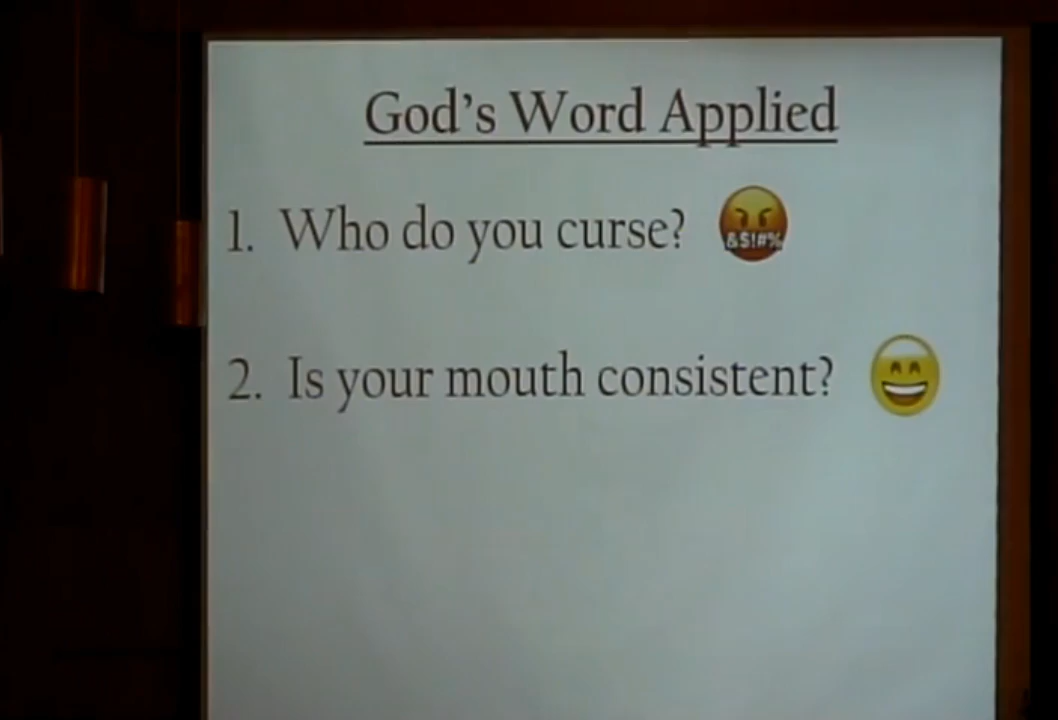 God's Word Applied
1. Who do you curse? &$!#%
2. Is your mouth consistent?